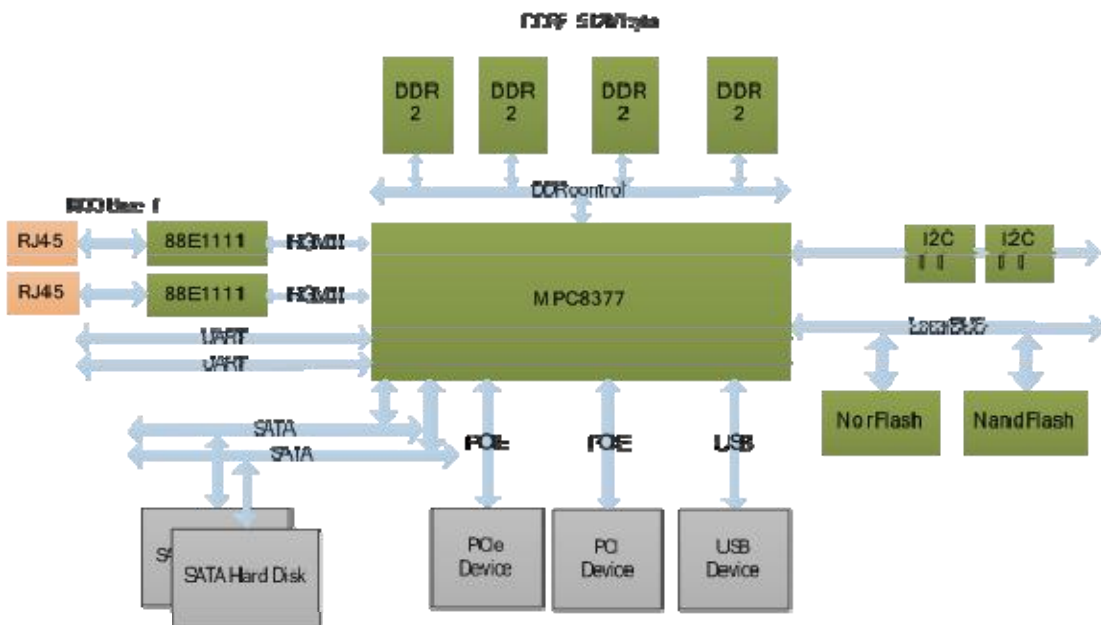 DDR
2
DDR
2
DDR
2
DDR
2
DDRcontrol
RJ45
88E1111
I2C
I2C
RJ45
88E1111
MPC8377
UART
UART
NorFlash
NandFlash
SATA
SATA
USB
PCIe
Device
PCI
Device
USB
Device
SATA Hard Disk